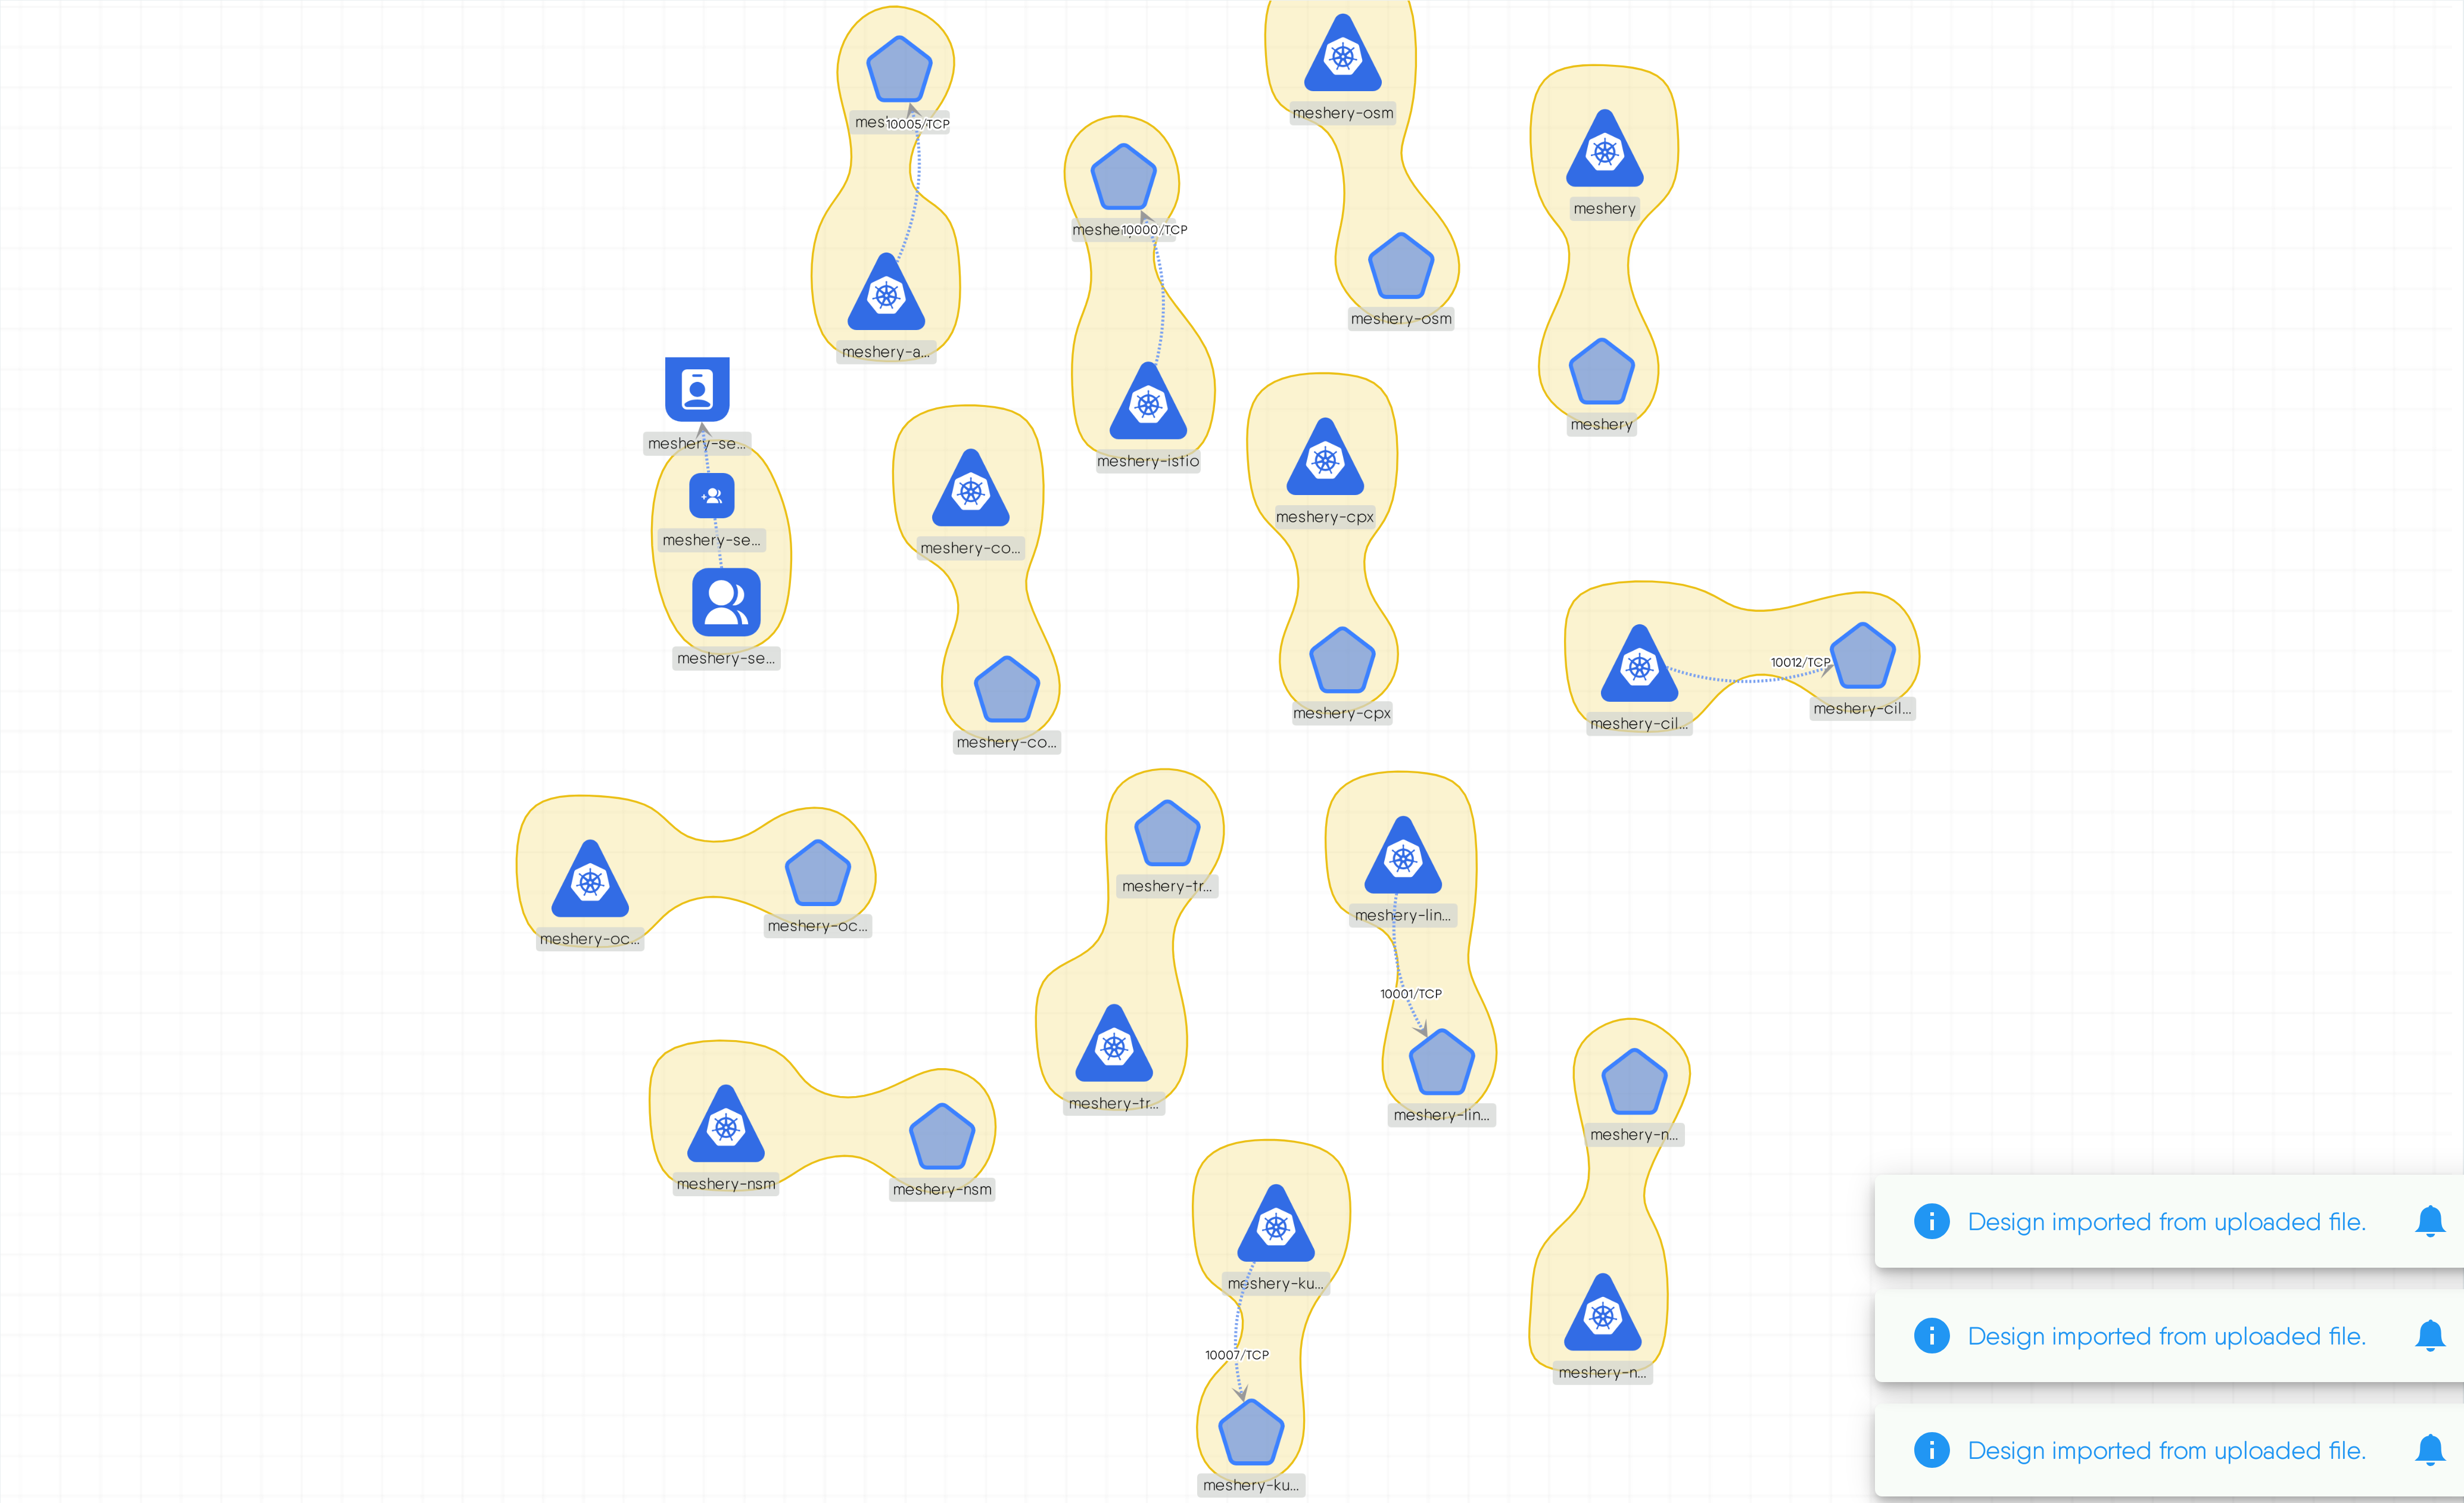 10005/TCP
meshery-a...
10000/TCP
meshery-istio
meshery-osm
meshery-osm
meshery
meshery
meshery-se...
meshery-se...
meshery-se...
meshery-co...
meshery-co...
meshery-cpx
meshery-cpx
10012/TCP
meshery-cil...
meshery-cil...
meshery-oc...
meshery-oc...
meshery-tr...
meshery-tr...
meshery-lin...
10001/TCP
meshery-lin...
meshery-nsm
meshery-nsm
meshery-n...
meshery-n...
meshery-ku...
10007/TCP
meshery-ku...
Design imported from uploaded file.
Design imported from uploaded file.
Design imported from uploaded file.